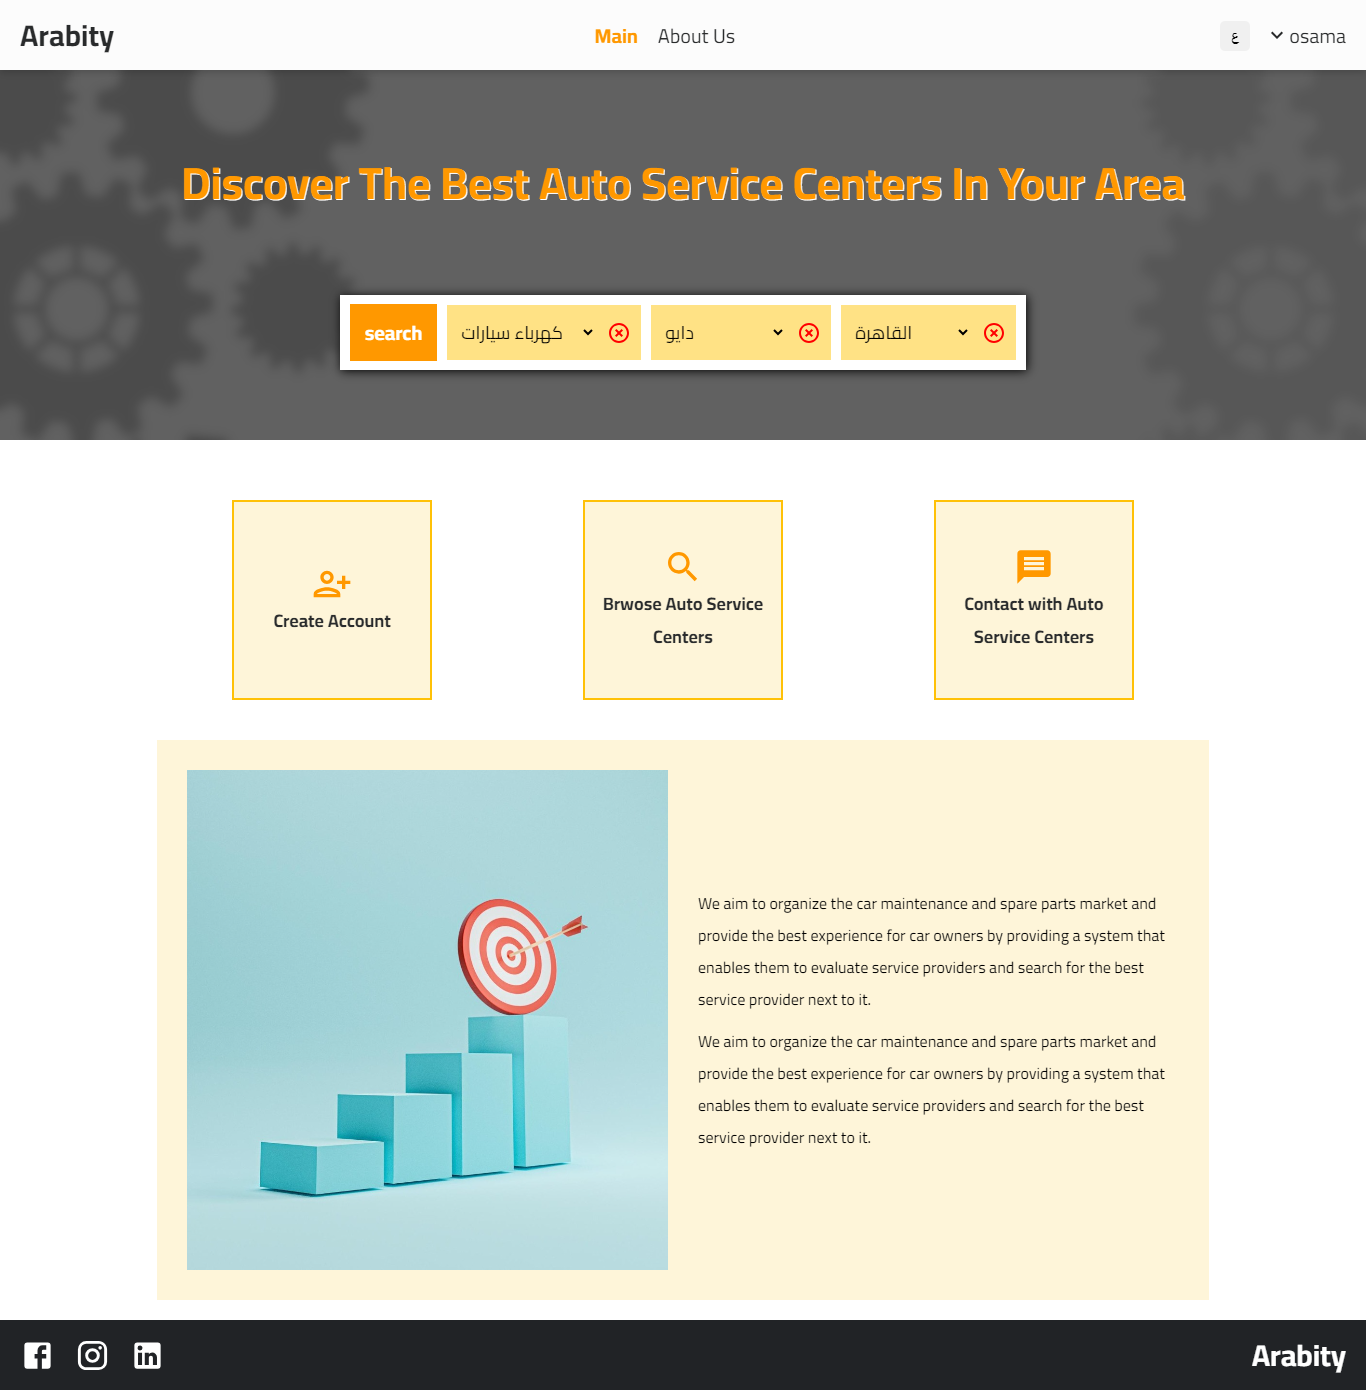 Arabity
Main
About Us
ع
osama
Discover The Best Auto Service Centers In Your Area
search
كهرباء سيارات
دايو
القاهرة
Create Account
Brwose Auto Service
Centers
Contact with Auto
Service Centers
We aim to organize the car maintenance and spare parts market and
provide the best experience for car owners by providing a system that
enables them to evaluate service providers and search for the best
service provider next to it.
We aim to organize the car maintenance and spare parts market and
provide the best experience for car owners by providing a system that
enables them to evaluate service providers and search for the best
service provider next to it.
Arabity